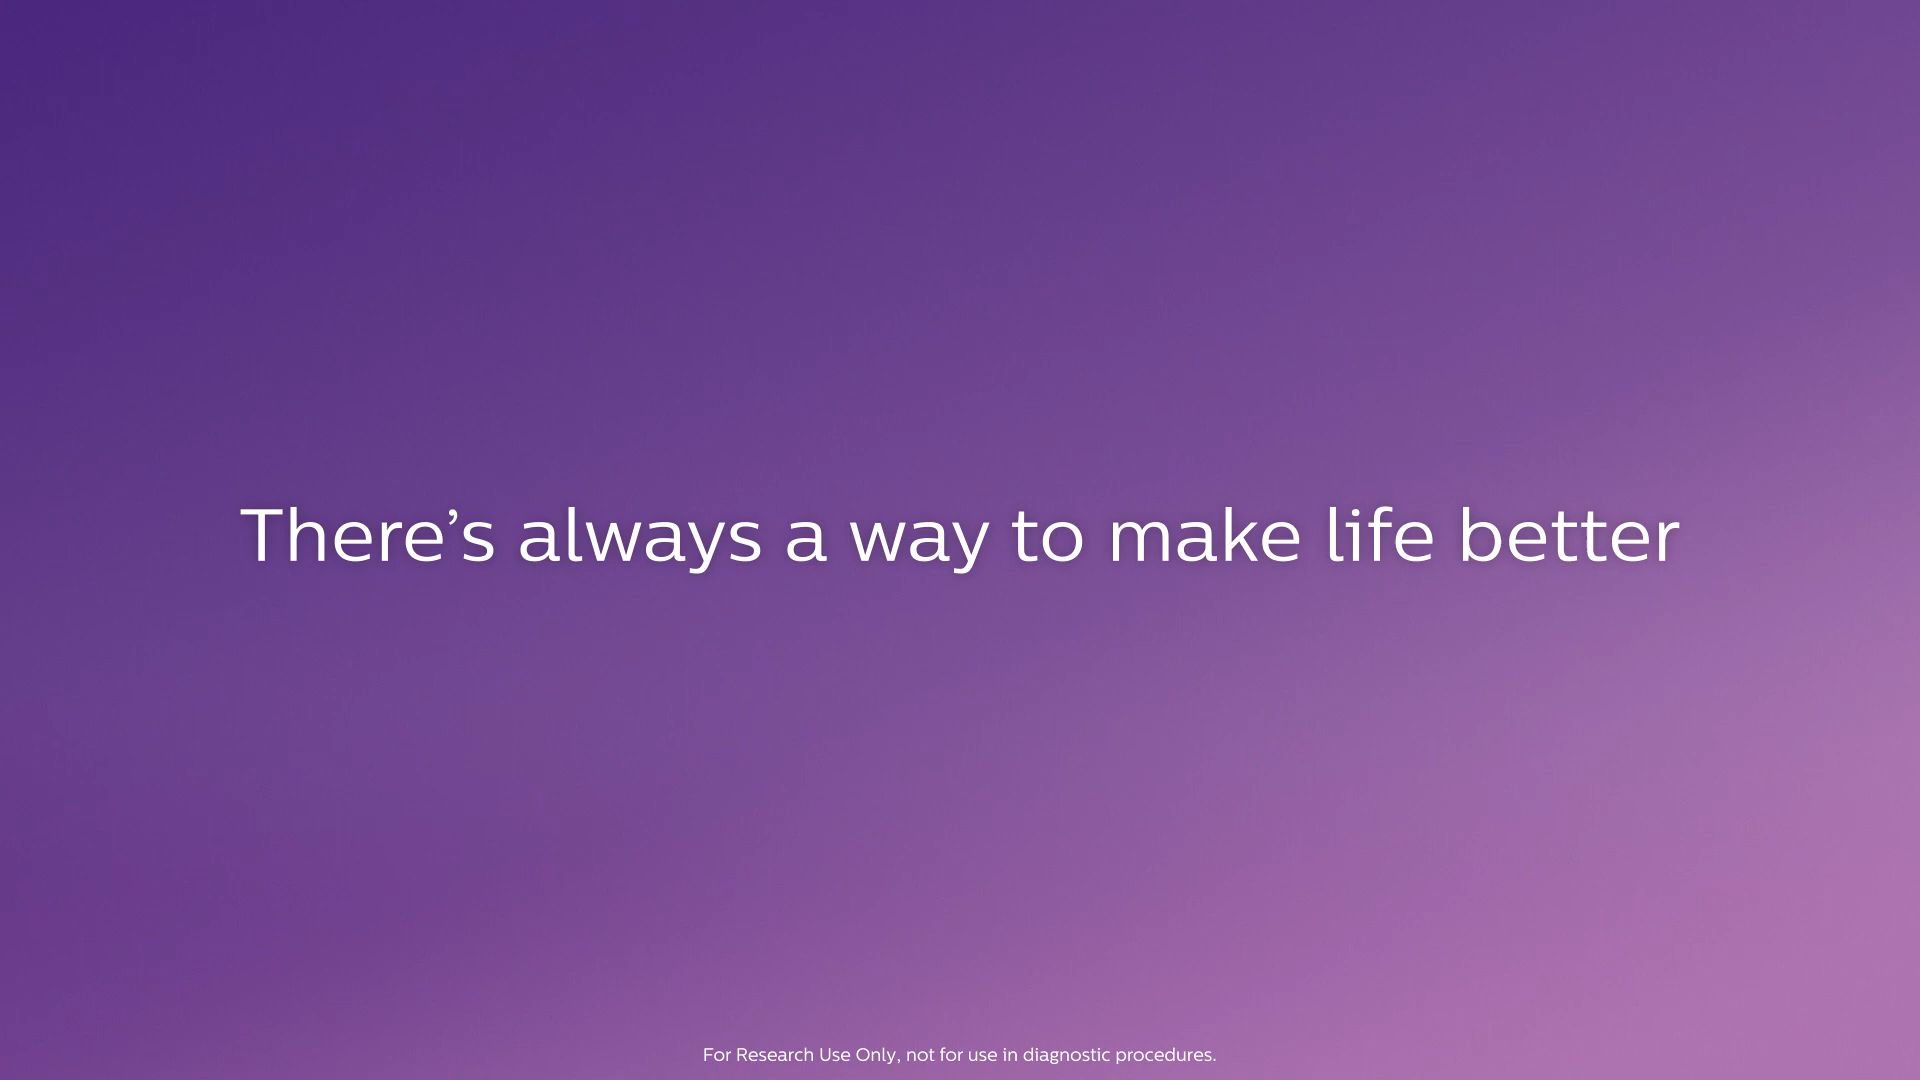 There’s always a way to make life better
For Research Use Only, not for use in diagnostic procedures.